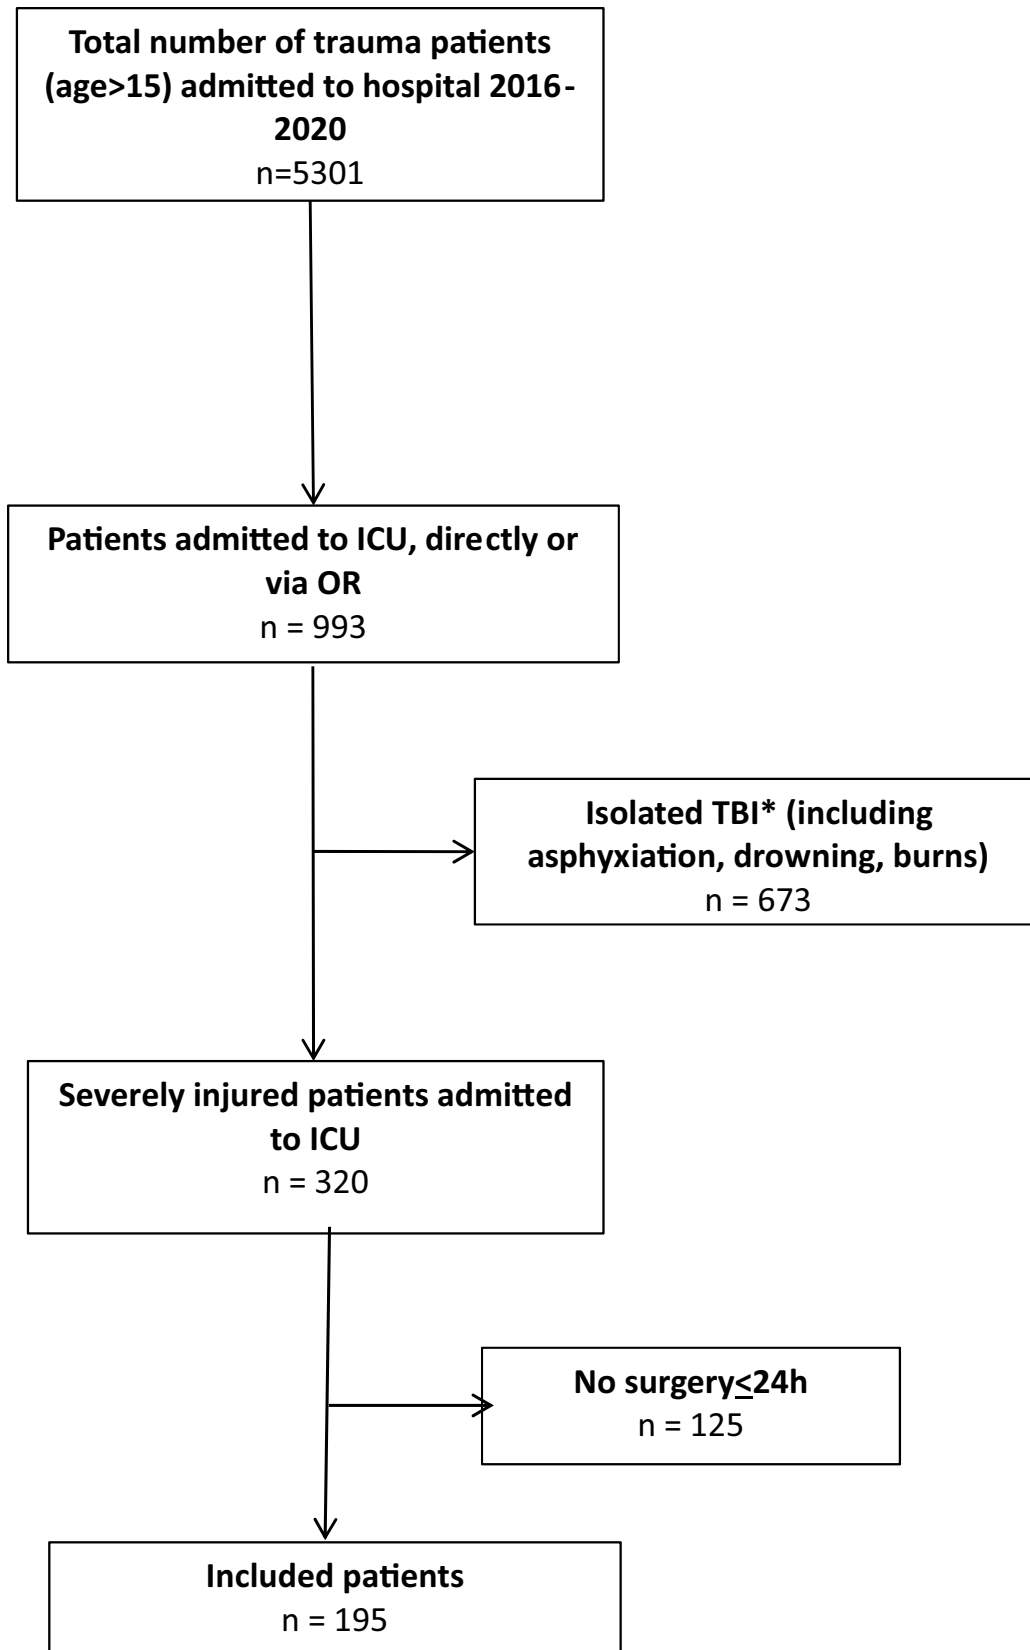 Total number of trauma patients
(age>15) admitted to hospital 2016-
2020
n=5301
Patients admitted to ICU, directly or
via OR
n = 993
Isolated TBI* (including
asphyxiation, drowning, burns)
n = 673
Severely injured patients admitted
to ICU
n = 320
No surgery≤24h
n = 125
Included patients
n = 195